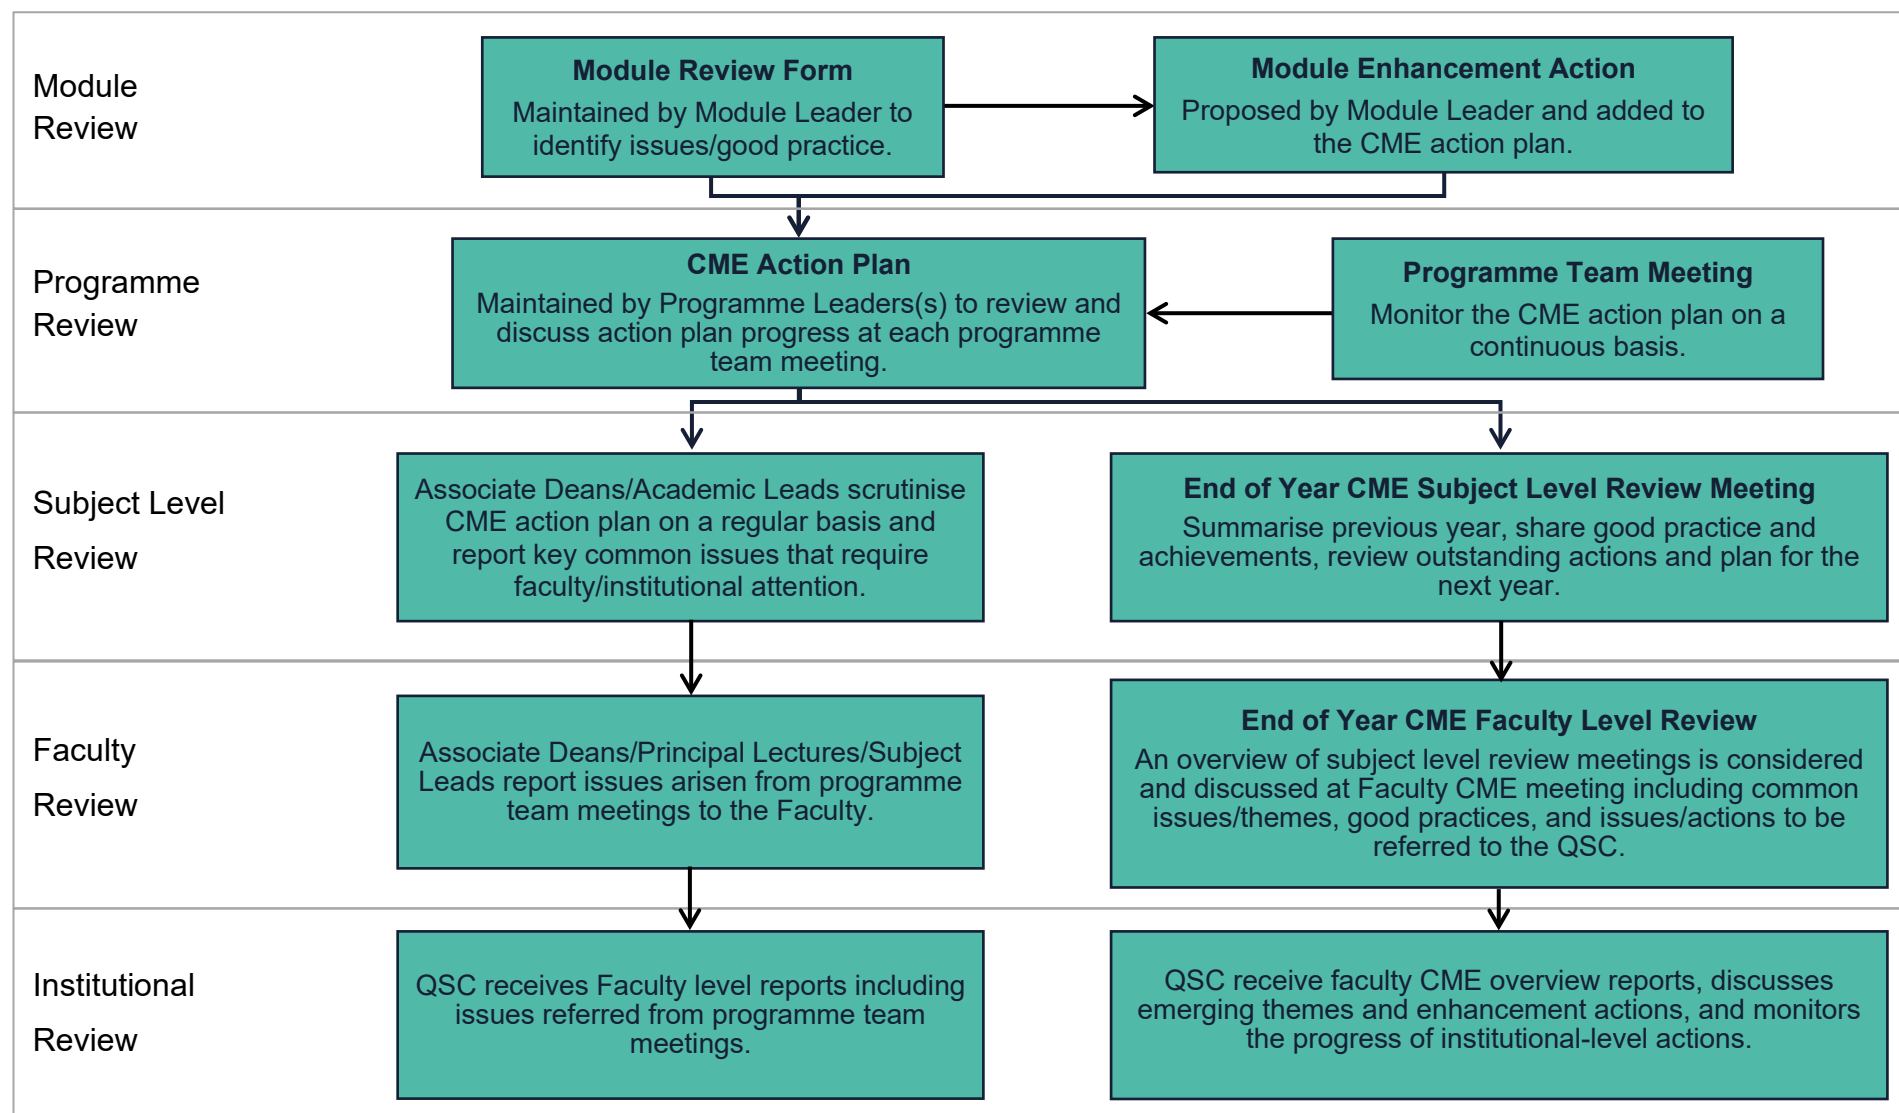 Module
Review
Module Review Form
Maintained by Module Leader to
identify issues/good practice.
Module Enhancement Action
Proposed by Module Leader and added to
the CME action plan.
Programme
Review
CME Action Plan
Maintained by Programme Leaders(s) to review and
discuss action plan progress at each programme
team meeting.
Programme Team Meeting
Monitor the CME action plan on a
continuous basis.
Subject Level
Review
Associate Deans/Academic Leads scrutinise
CME action plan on a regular basis and
report key common issues that require
faculty/institutional attention.
End of Year CME Subject Level Review Meeting
Summarise previous year, share good practice and
achievements, review outstanding actions and plan for the
next year.
Faculty
Review
Associate Deans/Principal Lectures/Subject
Leads report issues arisen from programme
team meetings to the Faculty.
End of Year CME Faculty Level Review
An overview of subject level review meetings is considered
and discussed at Faculty CME meeting including common
issues/themes, good practices, and issues/actions to be
referred to the QSC.
Institutional
Review
QSC receives Faculty level reports including
issues referred from programme team
meetings.
QSC receive faculty CME overview reports, discusses
emerging themes and enhancement actions, and monitors
the progress of institutional-level actions.